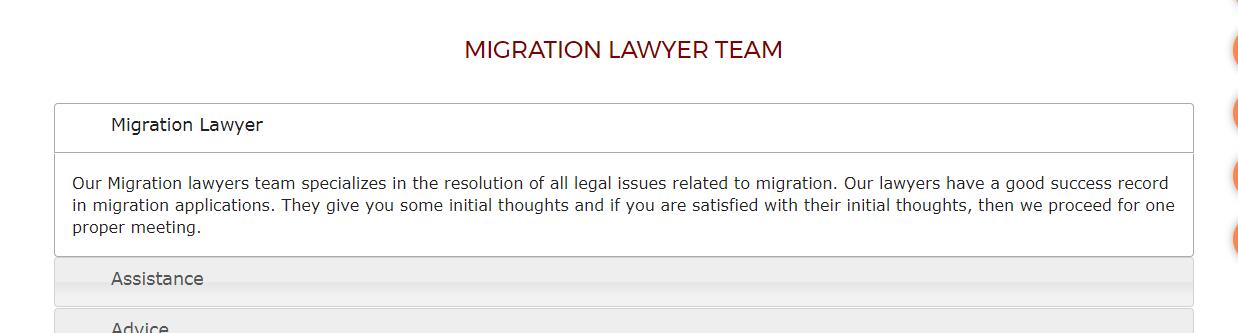 MIGRATION LAWYER TEAM
Migration Lawyer
Our Migration lawyers team specializes in the resolution of all legal issues related to migration. Our lawyers have a good success record
in migration applications. They give you some initial thoughts and if you are satisfied with their initial thoughts, then we proceed for one
proper meeting.
Assistance
Advice